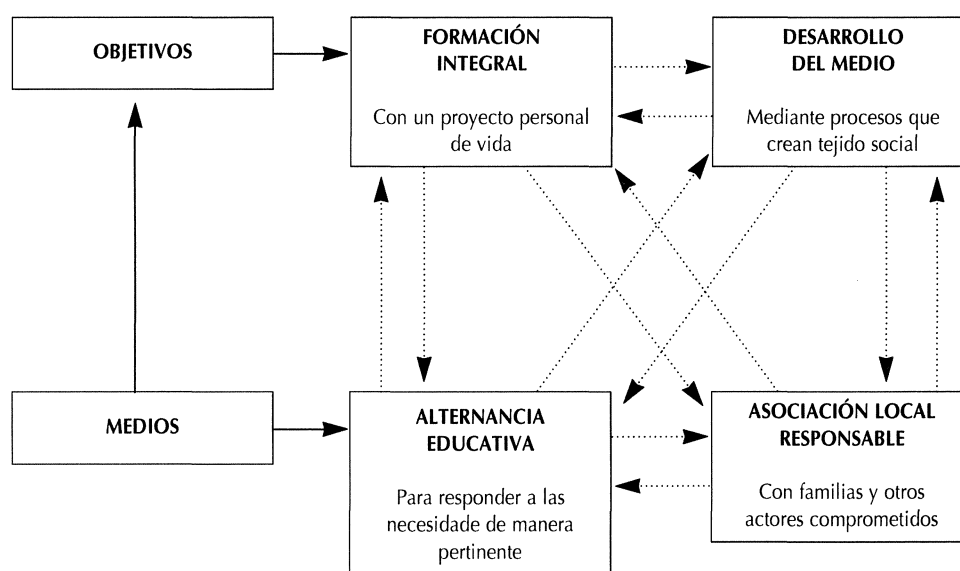 OBJETIVOS
FORMACIÓN
INTEGRAL
Con un proyecto personal
de vida
DESARROLLO
DEL MEDIO
Mediante procesos que
crean tejido social
MEDIOS
ALTERNANCIA
EDUCATIVA
Para responder a las
necesidade de manera
pertinente
ASOCIACIÓN LOCAL
RESPONSABLE
Con familias y otros
actores comprometidos